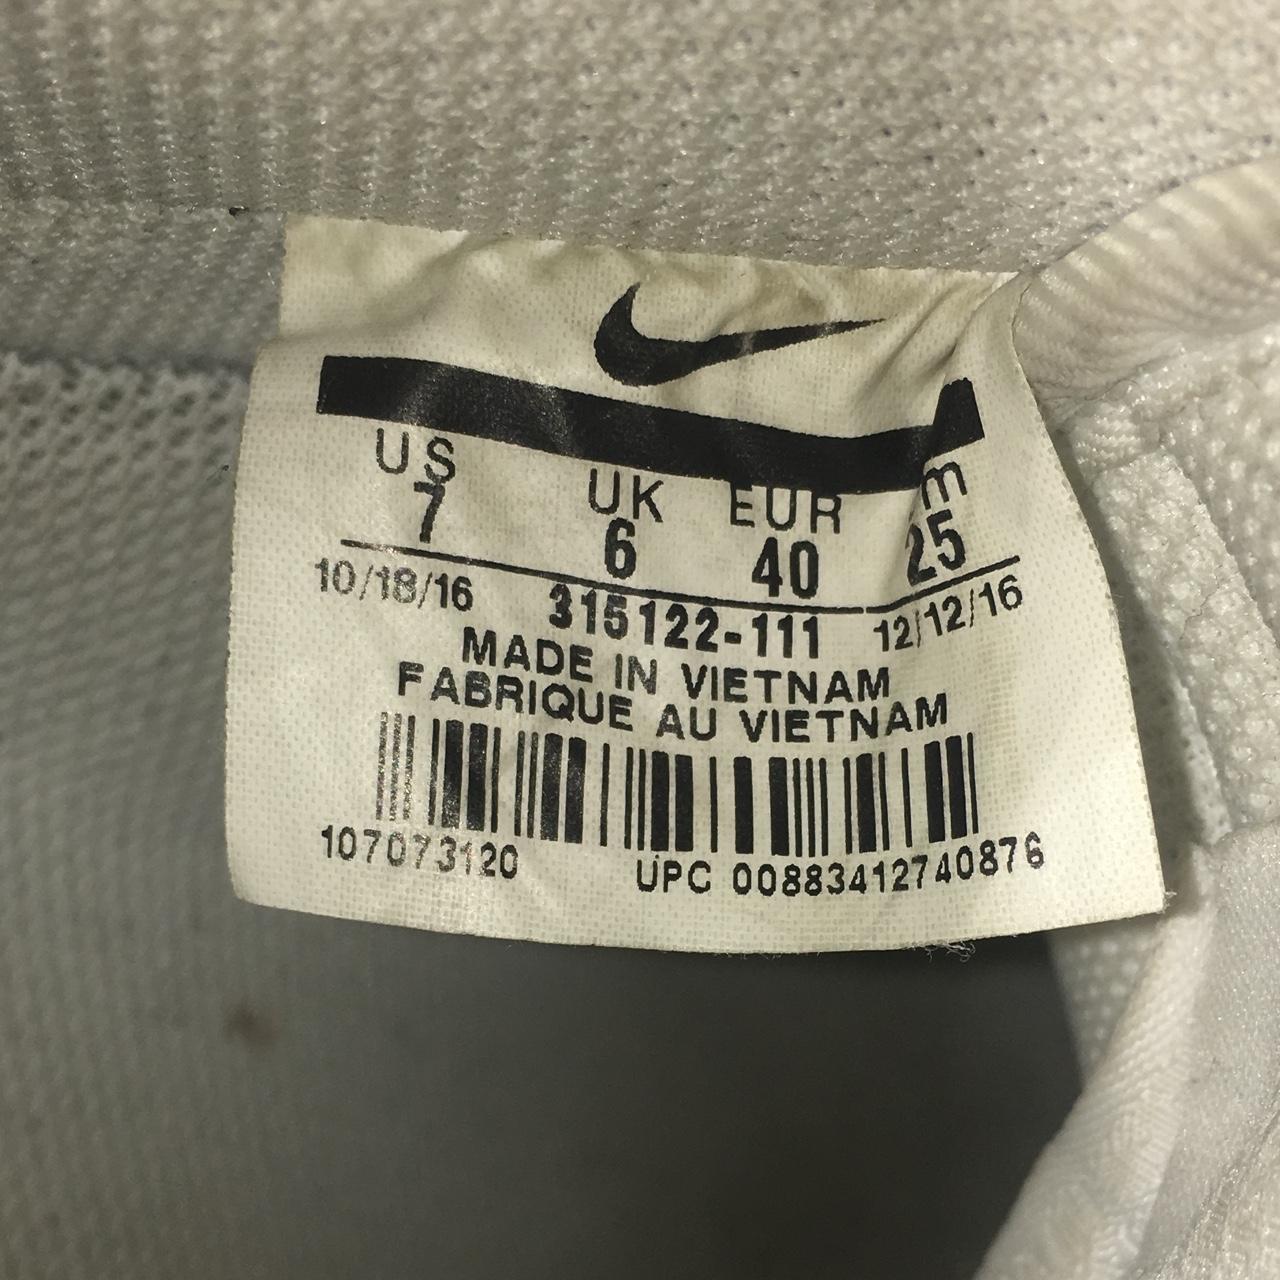 US UK EUR cm
7 6 40 25
10/18/16 315122-111 12/12/16
MADE IN VIETNAM
FABRIQUE AU VIETNAM
107073120 UPC 00883412740876